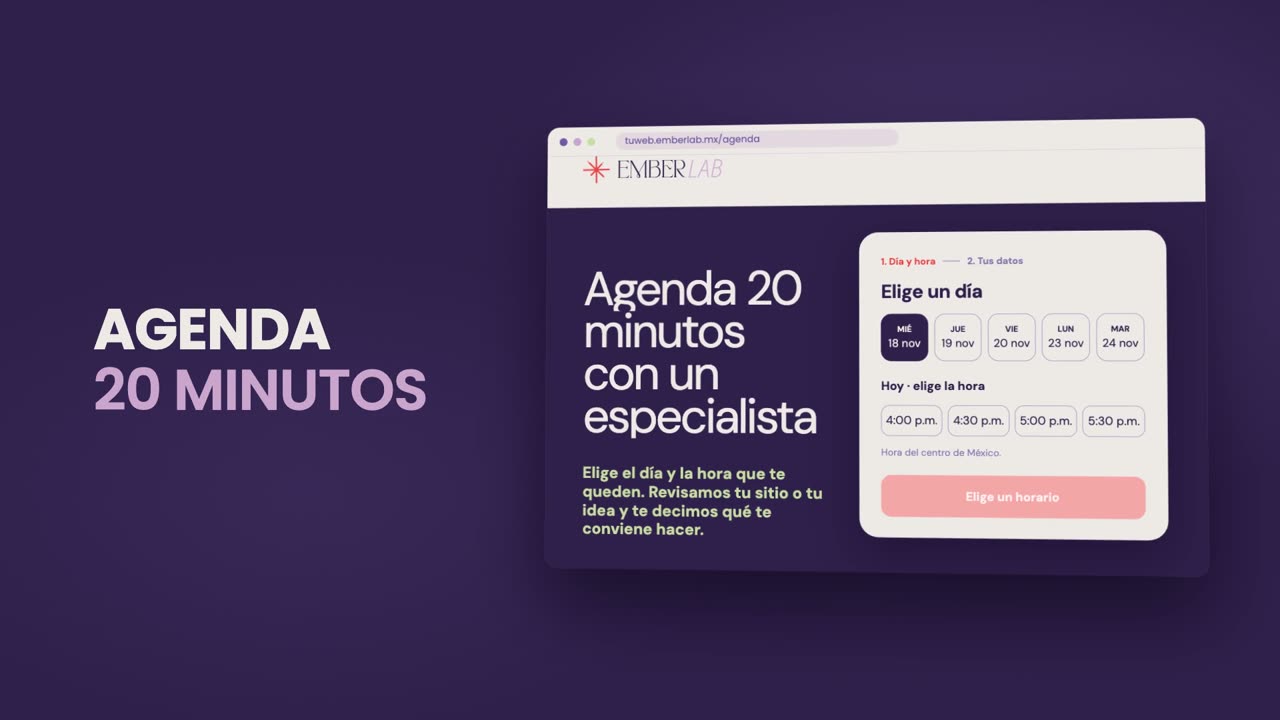 AGENDA
20 MINUTOS
tuweb.emberlab.mx/agenda
EMBER LAB
Agenda 20
minutos
con un
especialista
Elige el día y la hora que te
queden. Revisamos tu sitio o tu
idea y te decimos qué te
conviene hacer.
1. Día y hora — 2. Tus datos
Elige un día
MIÉ JUE VIE LUN MAR
18 nov 19 nov 20 nov 23 nov 24 nov
Hoy · elige la hora
4:00 p.m. 4:30 p.m. 5:00 p.m. 5:30 p.m.
Hora del centro de México.
Elige un horario